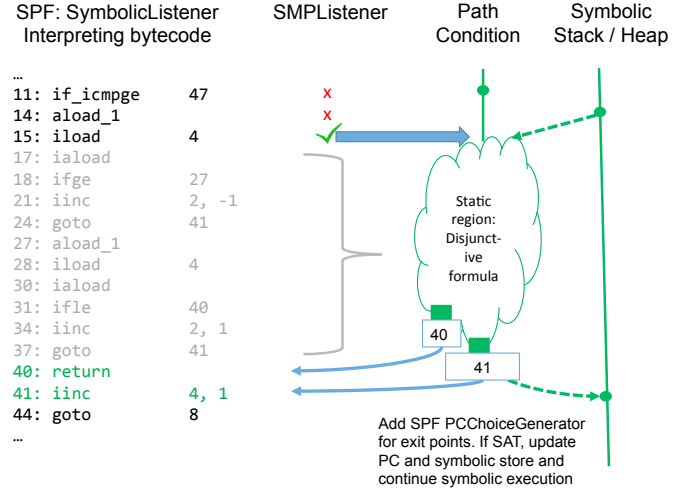 SPF: SymbolicListener
Interpreting bytecode
SMPListener
Path
Condition
Symbolic
Stack / Heap
…
11: if_icmpge 47
x
14: aload_1
x
15: iload 4
17: iaload
18: ifge 27
21: iinc 2, -1
24: goto 41
27: aload_1
28: iload 4
30: iaload
31: ifle 40
34: iinc 2, 1
37: goto 41
40: return
41: iinc 4, 1
44: goto 8
…
Static
region:
Disjunct-
ive
formula
40
41
Add SPF PCChoiceGenerator
for exit points. If SAT, update
PC and symbolic store and
continue symbolic execution